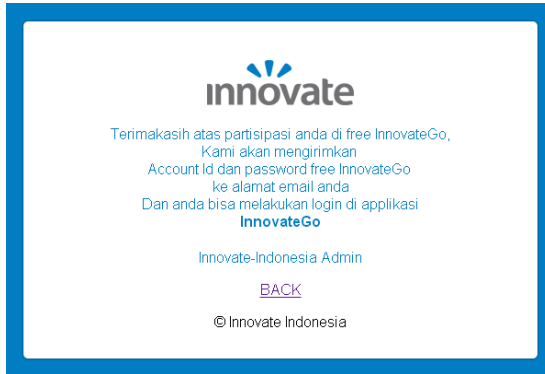 innovate
Terimakasih atas partisipasi anda di free InnovateGo,
Kami akan mengirimkan
Account Id dan password free InnovateGo
ke alamat email anda
Dan anda bisa melakukan login di applikasi
InnovateGo
Innovate-Indonesia Admin
BACK
© Innovate Indonesia